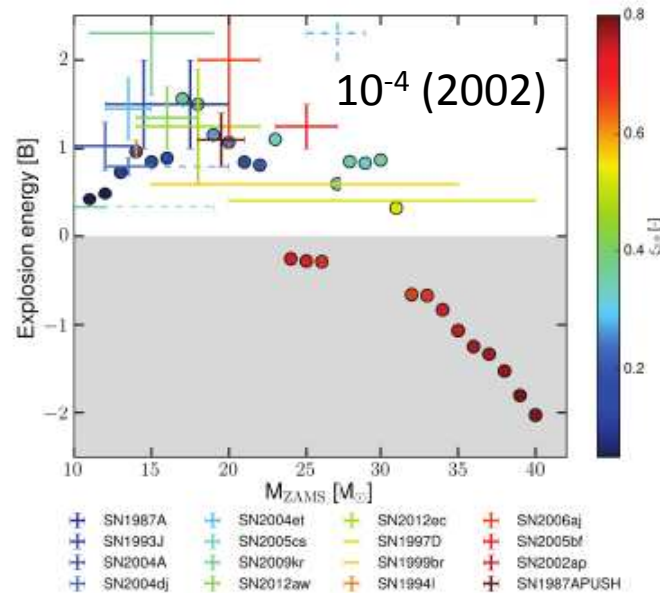 10⁻⁴ (2002)
Explosion energy [B]
2
1
0
−1
−2
10 15 20 25 30 35 40
M_ZAMS [M_⊙]
0.8
0.6
0.4
0.2
SN1987A SN2004et SN2012ec SN2006aj
SN1993J SN2005cs SN1997D SN2005bf
SN2004A SN2009kr SN1999br SN2002ap
SN2004dj SN2012aw SN1994I SN1987APUSH